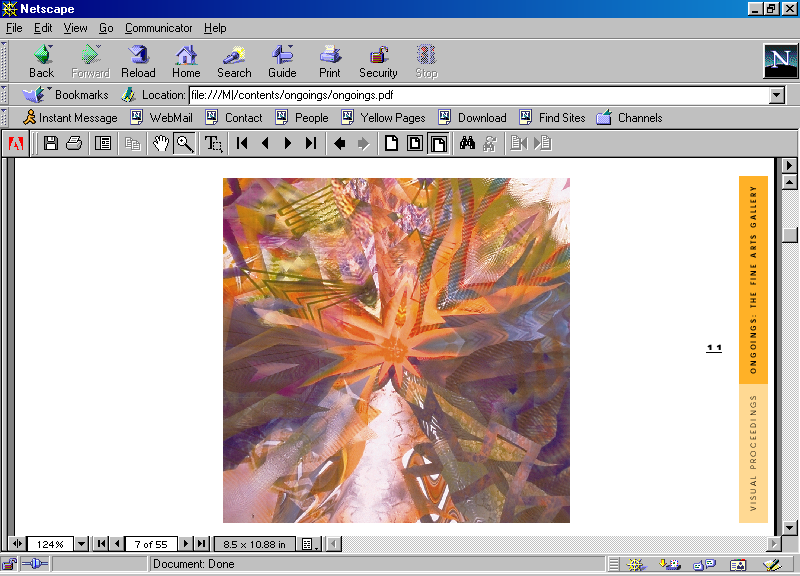 Netscape
File Edit View Go Communicator Help
Back Forward Reload Home Search Guide Print Security Stop
N
Bookmarks Location: file:///M|/contents/ongoings/ongoings.pdf
Instant Message WebMail Contact People Yellow Pages Download Find Sites Channels
ONGOINGS: THE FINE ARTS GALLERY
11
VISUAL PROCEEDINGS
124% 7 of 55 8.5 x 10.88 in
Document: Done